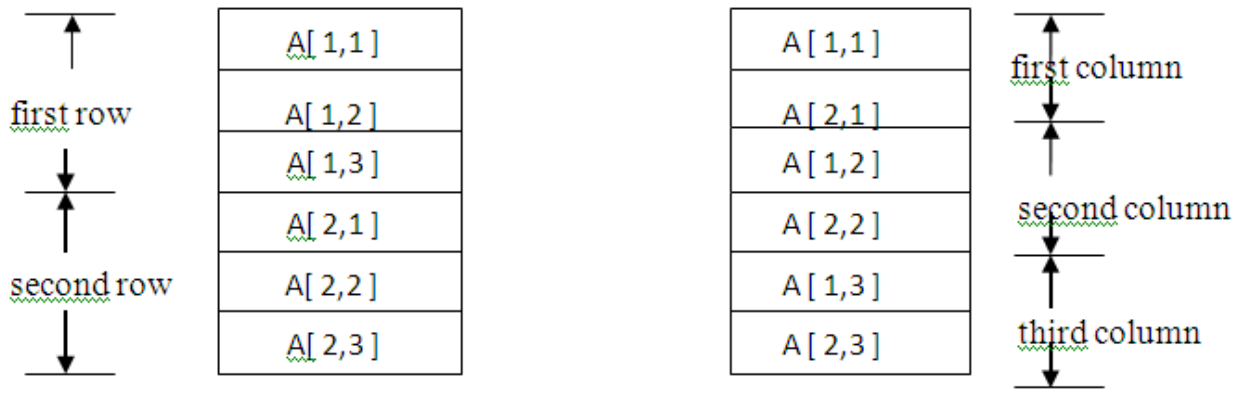 first row
second row
A[ 1,1 ]
A[ 1,2 ]
A[ 1,3 ]
A[ 2,1 ]
A[ 2,2 ]
A[ 2,3 ]
A [ 1,1 ]
A [ 2,1 ]
A [ 1,2 ]
A [ 2,2 ]
A [ 1,3 ]
A [ 2,3 ]
first column
second column
third column